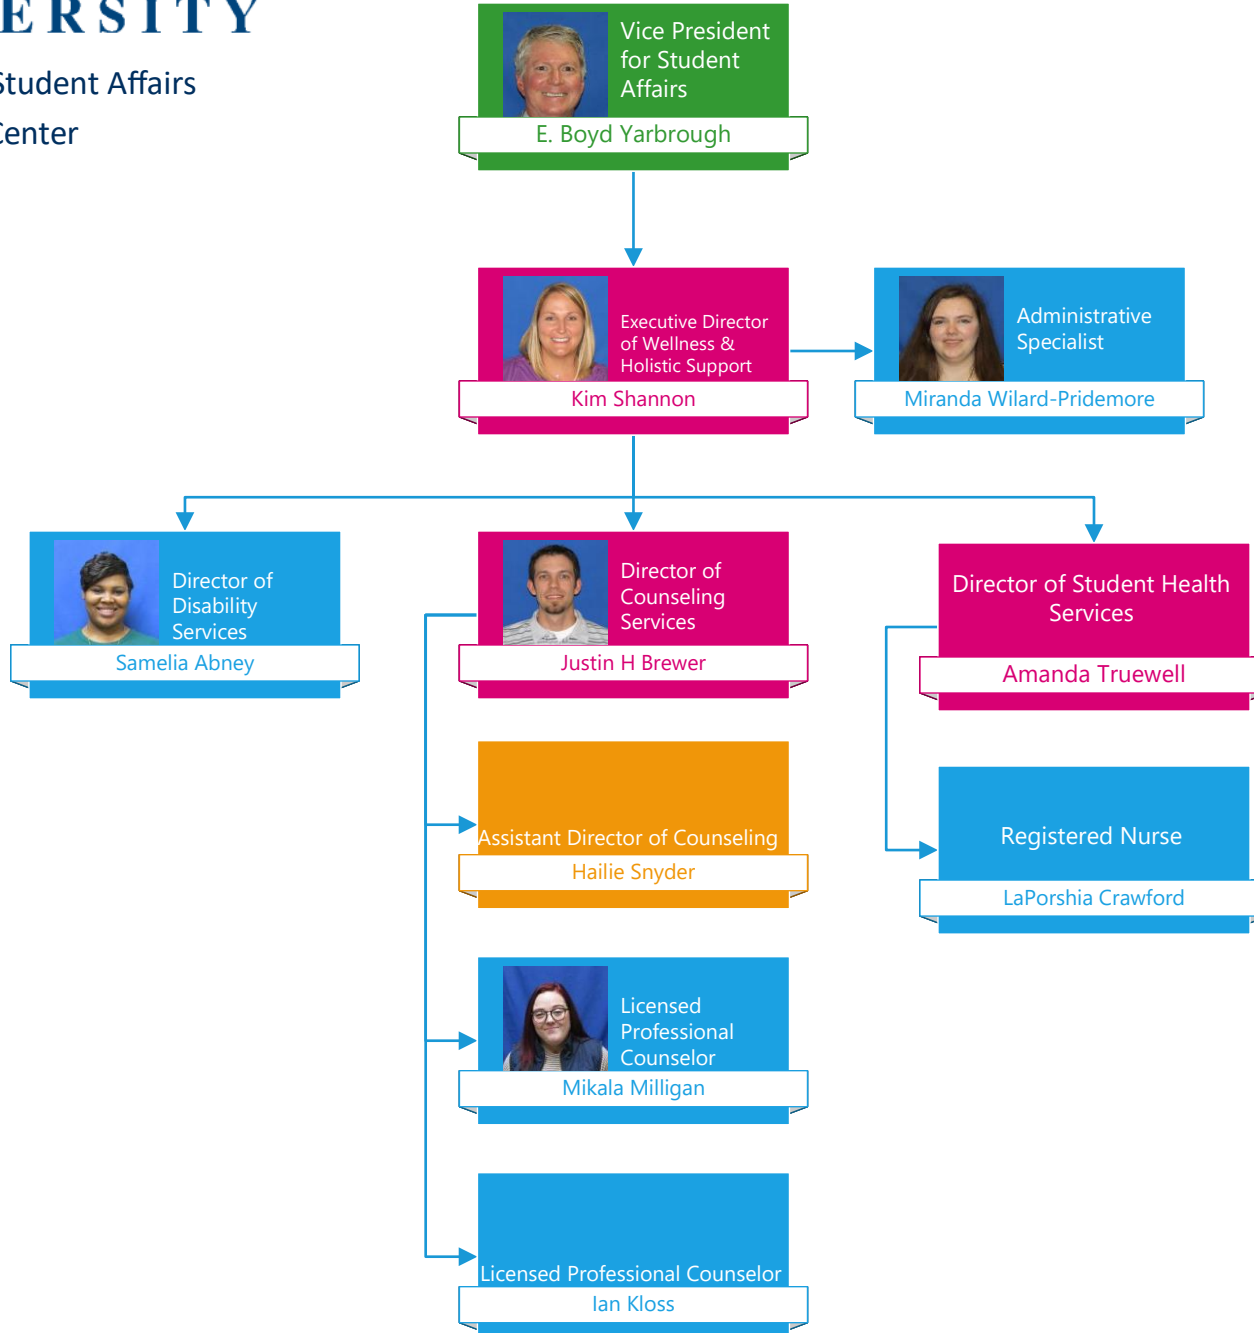 ERSITY
Student Affairs
Center
Vice President
for Student
Affairs
E. Boyd Yarbrough
Executive Director
of Wellness &
Holistic Support
Kim Shannon
Administrative
Specialist
Miranda Wilard-Pridemore
Director of
Disability
Services
Samelia Abney
Director of
Counseling
Services
Justin H Brewer
Director of Student Health
Services
Amanda Truewell
Assistant Director of Counseling
Hailie Snyder
Registered Nurse
LaPorshia Crawford
Licensed
Professional
Counselor
Mikala Milligan
Licensed Professional Counselor
Ian Kloss